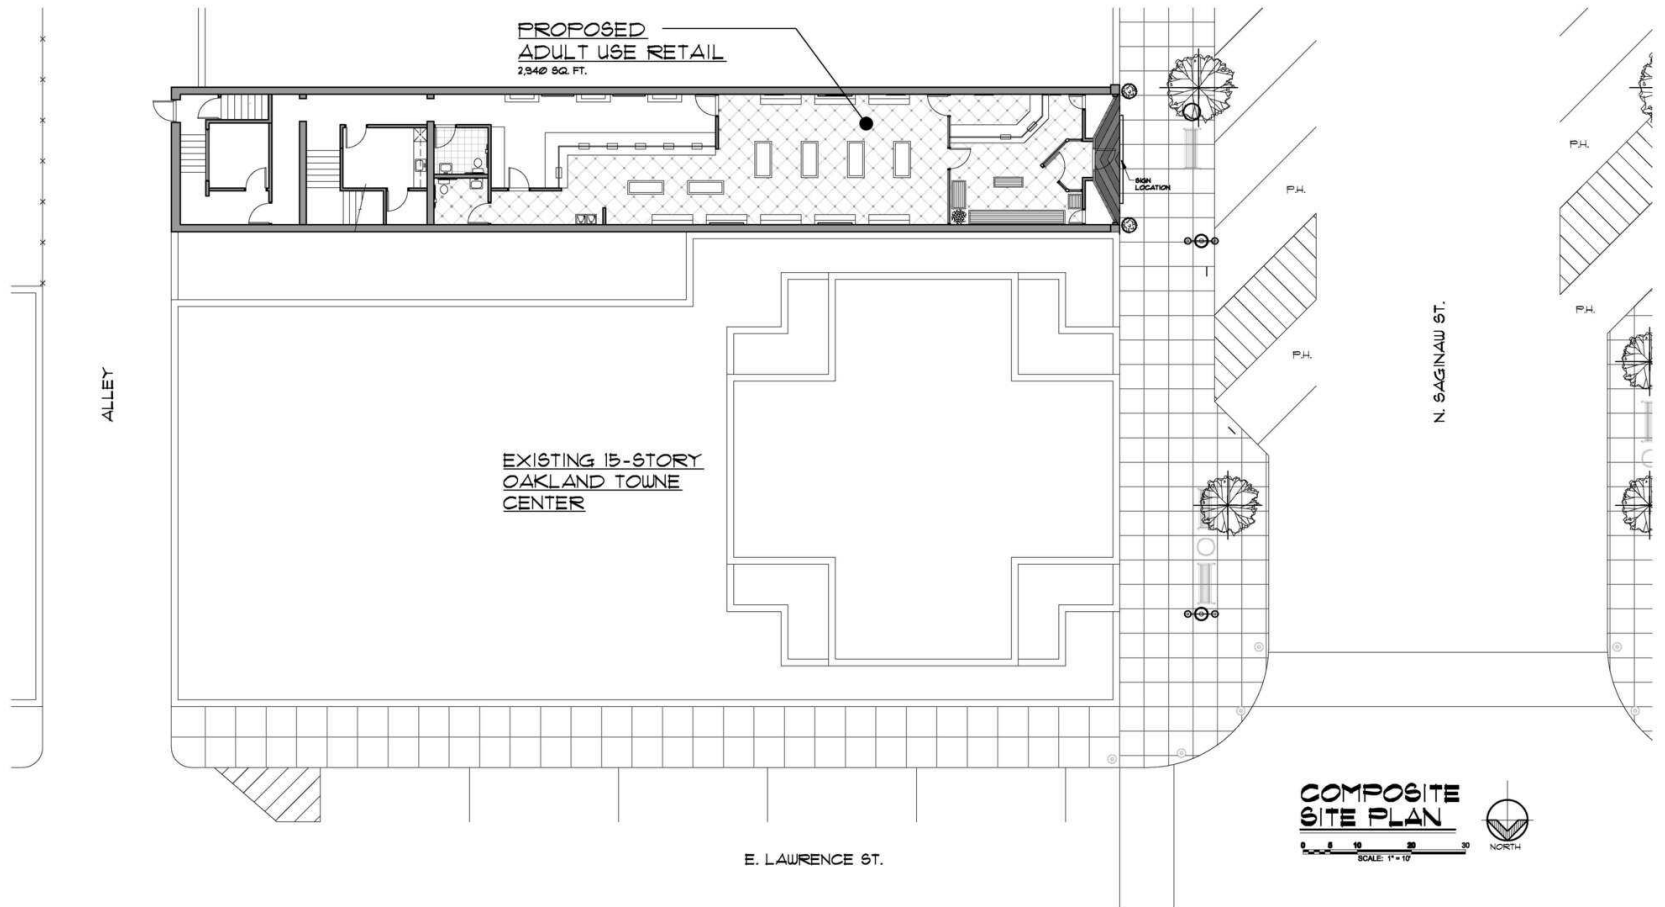 PROPOSED
ADULT USE RETAIL
2,940 SQ. FT.
SIGN
LOCATION
P.H.
P.H.
P.H.
P.H.
ALLEY
N. SAGINAW ST.
EXISTING 15-STORY
OAKLAND TOWNE
CENTER
E. LAWRENCE ST.
COMPOSITE
SITE PLAN
0 5 10 20 30
SCALE: 1" = 10'
NORTH